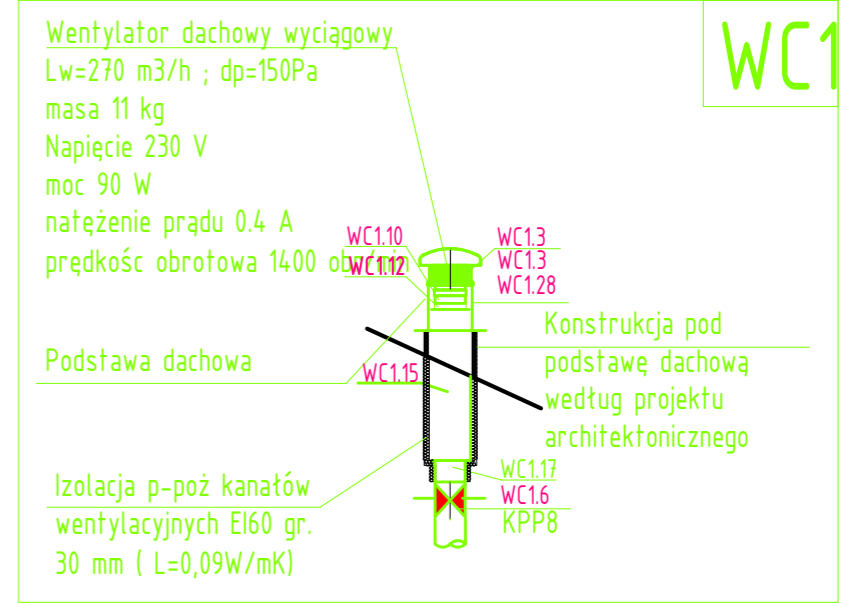 Wentylator dachowy wyciągowy
Lw=270 m3/h ; dp=150Pa
masa 11 kg
Napięcie 230 V
moc 90 W
natężenie prądu 0.4 A
prędkośc obrotowa 1400 obr/min
WC1
WC1.10
WC1.12
WC1.3
WC1.3
WC1.28
Podstawa dachowa
WC1.15
Konstrukcja pod
podstawę dachową
według projektu
architektonicznego
WC1.17
WC1.6
KPP8
Izolacja p-poż kanałów
wentylacyjnych EI60 gr.
30 mm ( L=0,09W/mK)